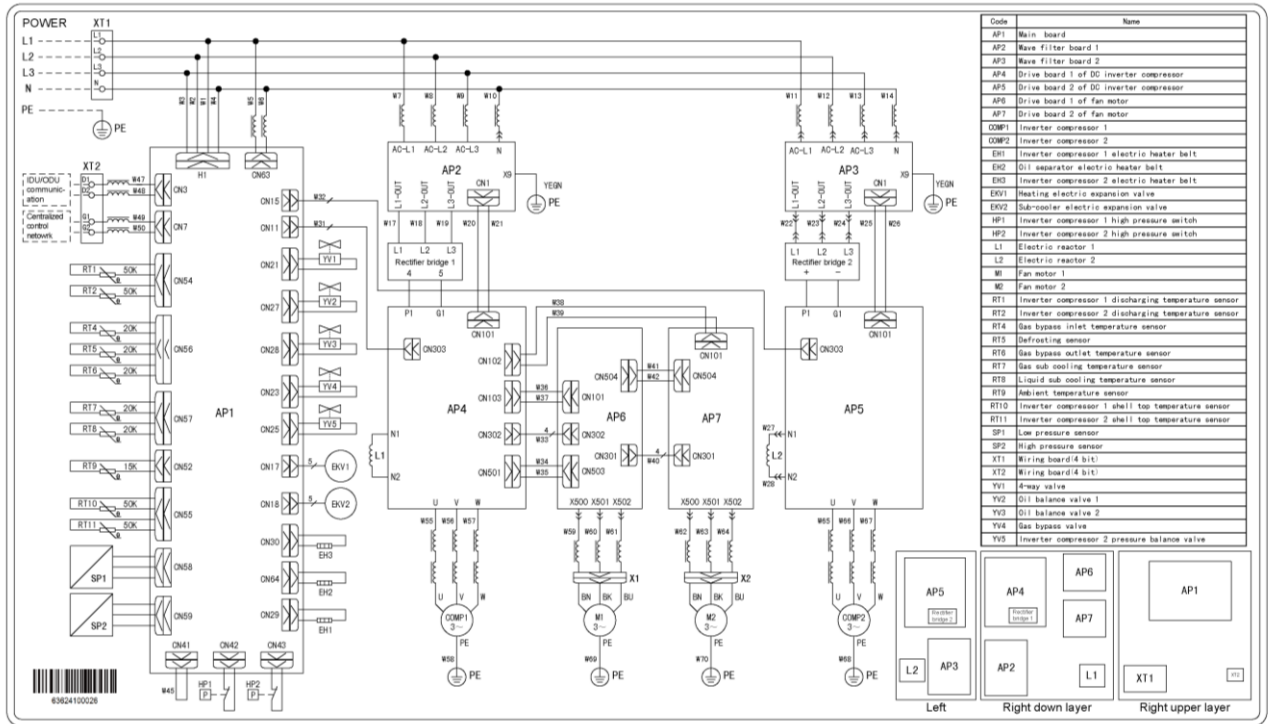 POWER XT1
L1 L1
L2 L2
L3 L3
N N
PE
PE
W3 W2 W1 W4 W5 W6
W7 W8 W9 W10
W11 W12 W13 W14
H1 CN63
XT2
IDU/ODU
communic-
ation
D1 W47
D2 W48
CN3
Centralized
control
netowrk
G1 W49
G2 W50
CN7
RT1 50K
RT2 50K
CN54
RT4 20K
RT5 20K
RT6 20K
CN56
RT7 20K
RT8 20K
CN57
RT9 15K
CN52
RT10 50K
RT11 50K
CN55
SP1 CN58
SP2 CN59
AP1
CN15 W32
CN11 W31
CN21 YV1
CN27 YV2
CN28 YV3
CN23 YV4
CN25 YV5
CN17 5 EKV1
CN18 5 EKV2
CN30 EH3
CN64 EH2
CN29 EH1
CN41 CN42 CN43
W45 HP1 P HP2 P
63624100026
AC-L1 AC-L2 AC-L3 N
AP2 X9
YEGN
PE
L1-OUT L2-OUT L3-OUT CN1
W17 W18 W19 W20 W21
L1 L2 L3
Rectifier bridge 1
4 5
P1 Q1
CN101
CN303
CN102
CN103
CN302
CN501
AP4
N1
L1
N2
U V W
W55 W56 W57
U V W
COMP1
3~
PE
W58
PE
W38
W39
W36
W37
4
W33
W34
W35
CN101
CN302
CN503
AP6
CN504
CN301
X500 X501 X502
W59 W60 W61
X1
BN BK BU
M1
3~
PE
W69
PE
W41
W42
4
W40
CN101
CN504
AP7
CN301
X500 X501 X502
W62 W63 W64
X2
BN BK BU
M2
3~
PE
W70
PE
AC-L1 AC-L2 AC-L3 N
AP3 X9
YEGN
PE
L1-OUT L2-OUT L3-OUT CN1
W22 W23 W24 W25 W26
L1 L2 L3
Rectifier bridge 2
+ −
P1 Q1
CN101
CN303
AP5
W27 N1
L2
N2
W28
U V W
W65 W66 W67
U V W
COMP2
3~
PE
W68
PE
Code Name
AP1 Main board
AP2 Wave filter board 1
AP3 Wave filter board 2
AP4 Drive board 1 of DC inverter compressor
AP5 Drive board 2 of DC inverter compressor
AP6 Drive board 1 of fan motor
AP7 Drive board 2 of fan motor
COMP1 Inverter compressor 1
COMP2 Inverter compressor 2
EH1 Inverter compressor 1 electric heater belt
EH2 Oil separator electric heater belt
EH3 Inverter compressor 2 electric heater belt
EKV1 Heating electric expansion valve
EKV2 Sub-cooler electric expansion valve
HP1 Inverter compressor 1 high pressure switch
HP2 Inverter compressor 2 high pressure switch
L1 Electric reactor 1
L2 Electric reactor 2
M1 Fan motor 1
M2 Fan motor 2
RT1 Inverter compressor 1 discharging temperature sensor
RT2 Inverter compressor 2 discharging temperature sensor
RT4 Gas bypass inlet temperature sensor
RT5 Defrosting sensor
RT6 Gas bypass outlet temperature sensor
RT7 Gas sub cooling temperature sensor
RT8 Liquid sub cooling temperature sensor
RT9 Ambient temperature sensor
RT10 Inverter compressor 1 shell top temperature sensor
RT11 Inverter compressor 2 shell top temperature sensor
SP1 Low pressure sensor
SP2 High pressure sensor
XT1 Wiring board(4 bit)
XT2 Wiring board(4 bit)
YV1 4-way valve
YV2 Oil balance valve 1
YV3 Oil balance valve 2
YV4 Gas bypass valve
YV5 Inverter compressor 2 pressure balance valve
AP5
Rectifier
bridge 2
L2 AP3
Left
AP4
Rectifier
bridge 1
AP6
AP7
AP2
L1
Right down layer
AP1
XT1
XT2
Right upper layer